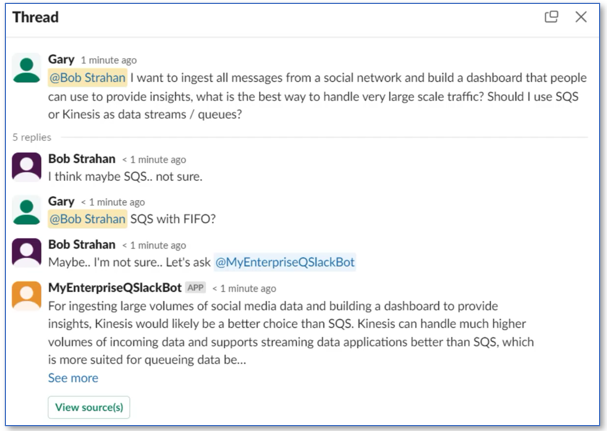 Thread
Gary 1 minute ago
@Bob Strahan I want to ingest all messages from a social network and build a dashboard that people
can use to provide insights, what is the best way to handle very large scale traffic? Should I use SQS
or Kinesis as data streams / queues?
5 replies
Bob Strahan < 1 minute ago
I think maybe SQS.. not sure.
Gary < 1 minute ago
@Bob Strahan SQS with FIFO?
Bob Strahan < 1 minute ago
Maybe.. I'm not sure.. Let's ask @MyEnterpriseQSlackBot
MyEnterpriseQSlackBot APP < 1 minute ago
For ingesting large volumes of social media data and building a dashboard to provide
insights, Kinesis would likely be a better choice than SQS. Kinesis can handle much higher
volumes of incoming data and supports streaming data applications better than SQS, which
is more suited for queueing data be...
See more
View source(s)